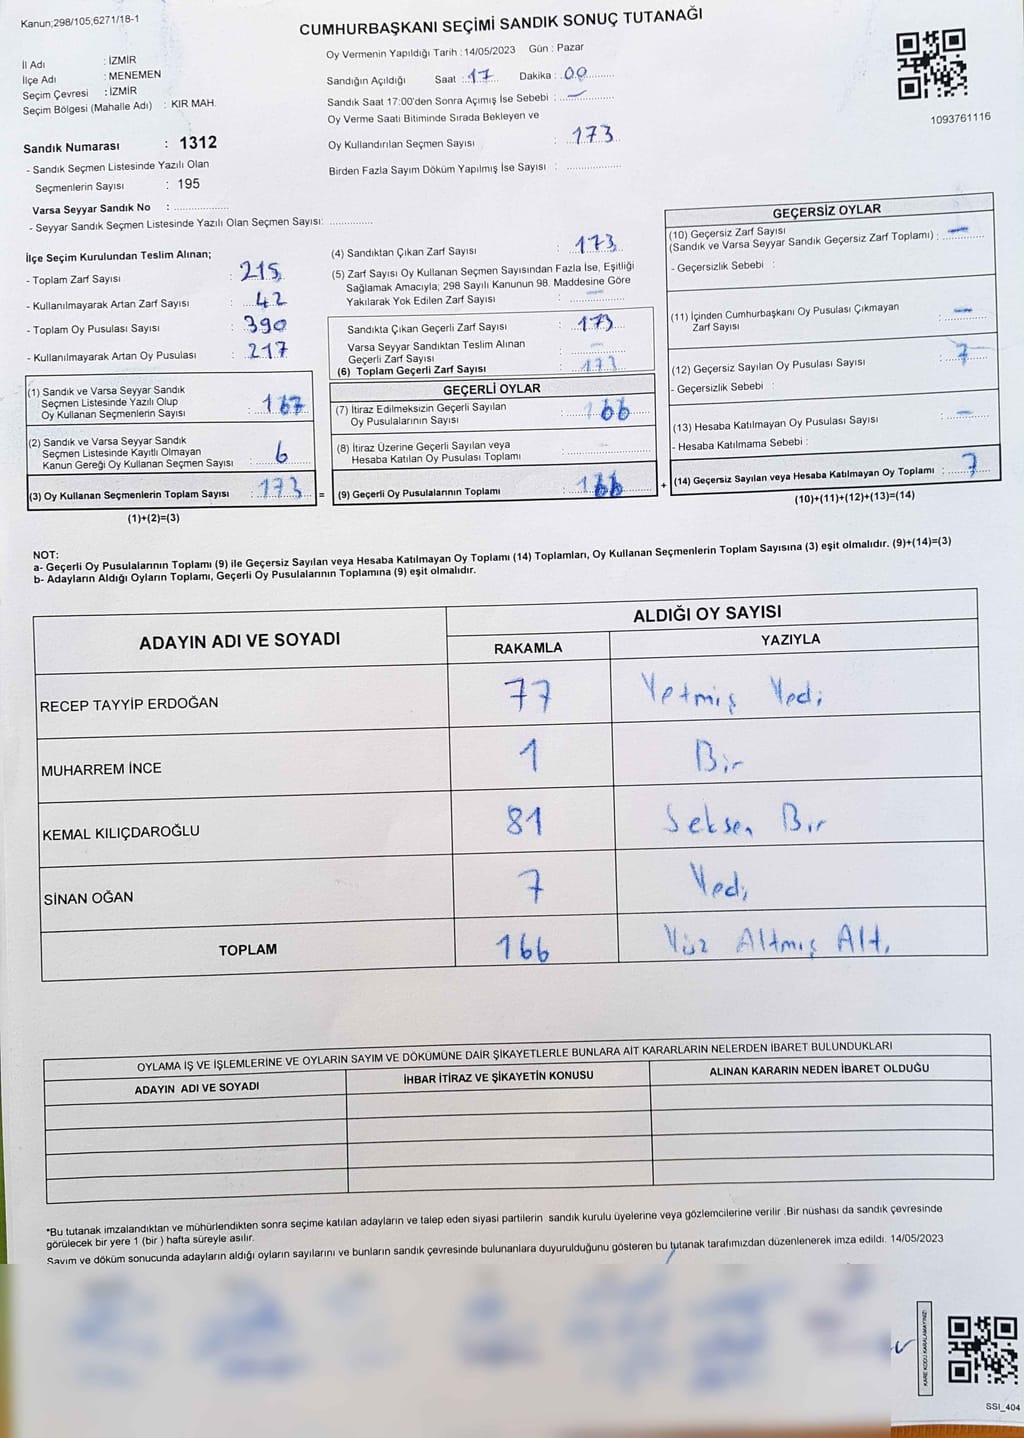 Kanun;298/105,6271/18-1
CUMHURBAŞKANI SEÇİMİ SANDIK SONUÇ TUTANAĞI
İl Adı : İZMİR
İlçe Adı : MENEMEN
Seçim Çevresi : İZMİR
Seçim Bölgesi (Mahalle Adı) : KIR MAH.
Oy Vermenin Yapıldığı Tarih : 14/05/2023 Gün : Pazar
Sandığın Açıldığı Saat : 17 Dakika : 00
Sandık Saat 17:00'den Sonra Açımış İse Sebebi : —
Oy Verme Saati Bitiminde Sırada Bekleyen ve
Oy Kullandırılan Seçmen Sayısı : 173
Birden Fazla Sayım Döküm Yapılmış İse Sayısı :
1093761116
Sandık Numarası : 1312
- Sandık Seçmen Listesinde Yazılı Olan
Seçmenlerin Sayısı : 195
Varsa Seyyar Sandık No :
- Seyyar Sandık Seçmen Listesinde Yazılı Olan Seçmen Sayısı:
İlçe Seçim Kurulundan Teslim Alınan;
- Toplam Zarf Sayısı : 215
- Kullanılmayarak Artan Zarf Sayısı : 42
- Toplam Oy Pusulası Sayısı : 390
- Kullanılmayarak Artan Oy Pusulası : 217
(1) Sandık ve Varsa Seyyar Sandık
Seçmen Listesinde Yazılı Olup
Oy Kullanan Seçmenlerin Sayısı : 167
(2) Sandık ve Varsa Seyyar Sandık
Seçmen Listesinde Kayıtlı Olmayan
Kanun Gereği Oy Kullanan Seçmen Sayısı : 6
(3) Oy Kullanan Seçmenlerin Toplam Sayısı : 173 =
(1)+(2)=(3)
(4) Sandıktan Çıkan Zarf Sayısı : 173
(5) Zarf Sayısı Oy Kullanan Seçmen Sayısından Fazla İse, Eşitliği
Sağlamak Amacıyla; 298 Sayılı Kanunun 98. Maddesine Göre
Yakılarak Yok Edilen Zarf Sayısı : —
Sandıkta Çıkan Geçerli Zarf Sayısı : 173
Varsa Seyyar Sandıktan Teslim Alınan
Geçerli Zarf Sayısı : —
(6) Toplam Geçerli Zarf Sayısı : 173
GEÇERLİ OYLAR
(7) İtiraz Edilmeksizin Geçerli Sayılan
Oy Pusulalarının Sayısı : 166
(8) İtiraz Üzerine Geçerli Sayılan veya
Hesaba Katılan Oy Pusulası Toplamı : —
(9) Geçerli Oy Pusulalarının Toplamı : 166 +
GEÇERSİZ OYLAR
(10) Geçersiz Zarf Sayısı
(Sandık ve Varsa Seyyar Sandık Geçersiz Zarf Toplamı) : —
- Geçersizlik Sebebi :
(11) İçinden Cumhurbaşkanı Oy Pusulası Çıkmayan
Zarf Sayısı : —
(12) Geçersiz Sayılan Oy Pusulası Sayısı : 7
- Geçersizlik Sebebi :
(13) Hesaba Katılmayan Oy Pusulası Sayısı : —
- Hesaba Katılmama Sebebi :
(14) Geçersiz Sayılan veya Hesaba Katılmayan Oy Toplamı : 7
(10)+(11)+(12)+(13)=(14)
NOT:
a- Geçerli Oy Pusulalarının Toplamı (9) ile Geçersiz Sayılan veya Hesaba Katılmayan Oy Toplamı (14) Toplamları, Oy Kullanan Seçmenlerin Toplam Sayısına (3) eşit olmalıdır. (9)+(14)=(3)
b- Adayların Aldığı Oyların Toplamı, Geçerli Oy Pusulalarının Toplamına (9) eşit olmalıdır.
ADAYIN ADI VE SOYADI ALDIĞI OY SAYISI
RAKAMLA YAZIYLA
RECEP TAYYİP ERDOĞAN 77 Yetmiş Yedi
MUHARREM İNCE 1 Bir
KEMAL KILIÇDAROĞLU 81 Seksen Bir
SİNAN OĞAN 7 Yedi
TOPLAM 166 Yüz Altmış Altı
OYLAMA İŞ VE İŞLEMLERİNE VE OYLARIN SAYIM VE DÖKÜMÜNE DAİR ŞİKAYETLERLE BUNLARA AİT KARARLARIN NELERDEN İBARET BULUNDUKLARI
ADAYIN ADI VE SOYADI İHBAR İTİRAZ VE ŞİKAYETİN KONUSU ALINAN KARARIN NEDEN İBARET OLDUĞU
*Bu tutanak imzalandıktan ve mühürlendikten sonra seçime katılan adayların ve talep eden siyasi partilerin sandık kurulu üyelerine veya gözlemcilerine verilir .Bir nüshası da sandık çevresinde
görülecek bir yere 1 (bir ) hafta süreyle asılır.
Sayım ve döküm sonucunda adayların aldığı oyların sayılarını ve bunların sandık çevresinde bulunanlara duyurulduğunu gösteren bu tutanak tarafımızdan düzenlenerek imza edildi. 14/05/2023
KARE KODU KARALAMAYINIZ!
SSI_404